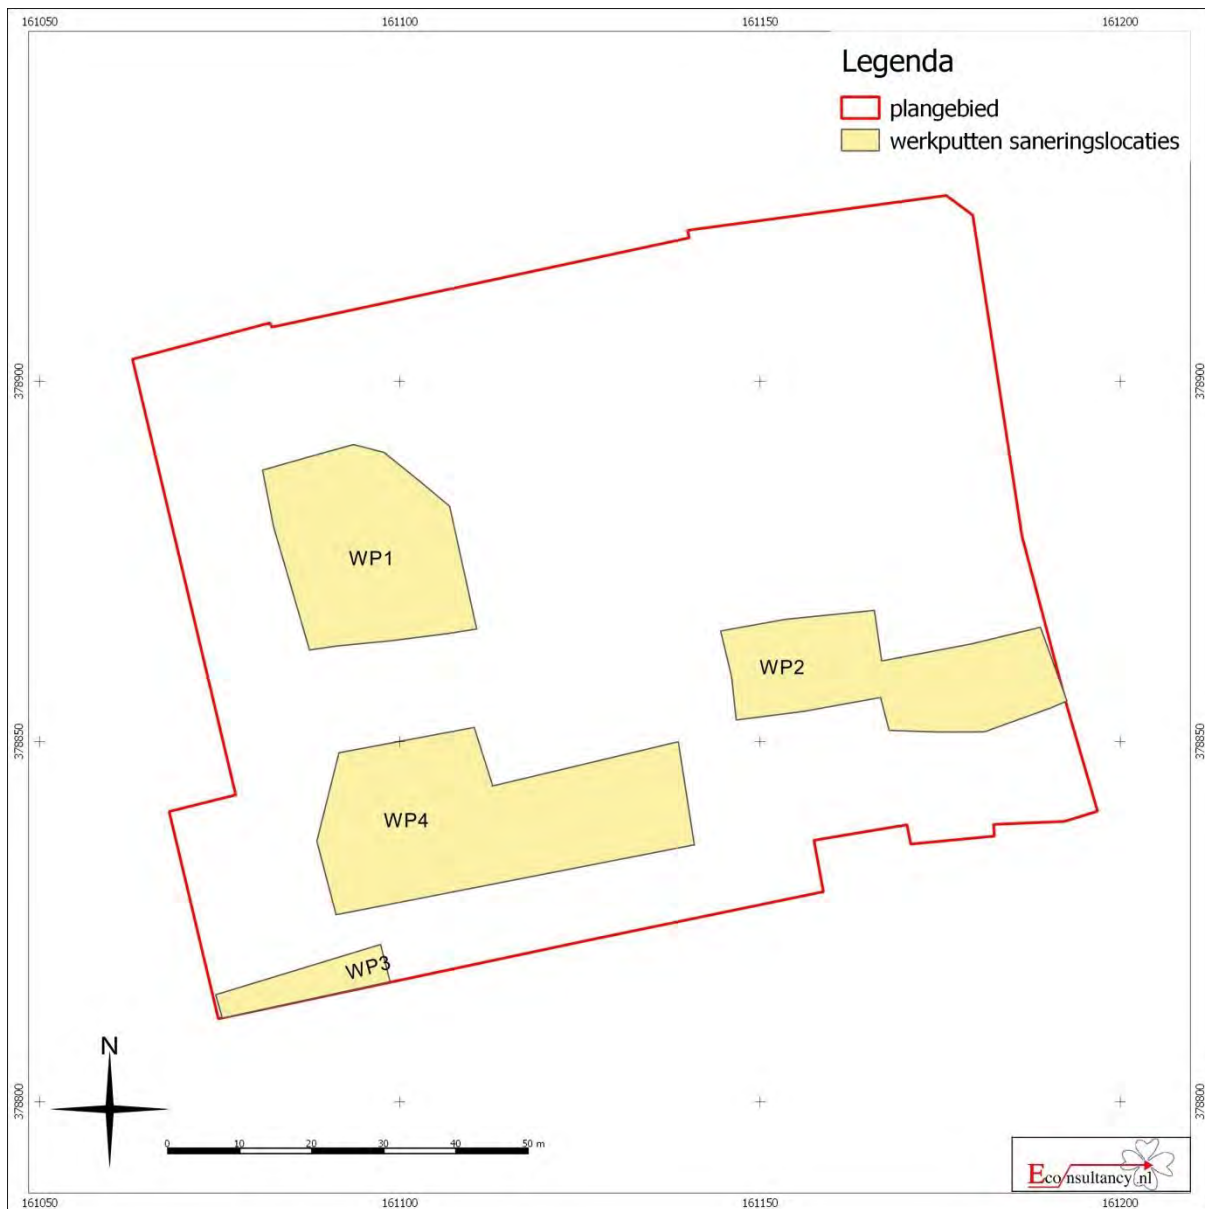 161050 161100 161150 161200
Legenda
plangebied
werkputten saneringslocaties
378900 378900
WP1
WP2
378850 378850
WP4
WP3
N
378800 378800
0 10 20 30 40 50 m
Econsultancy.nl
161050 161100 161150 161200